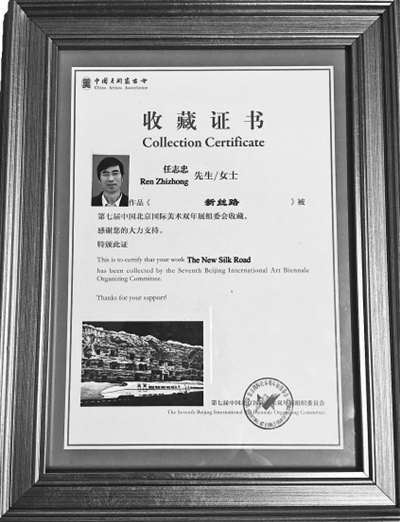 中国美术家协会
China Artists Association
收藏证书
Collection Certificate
任志忠
Ren Zhizhong 先生/女士
作品《 新丝路 》被
第七届中国北京国际美术双年展组委会收藏。
感谢您的大力支持。
特颁此证
This is to certify that your work The New Silk Road
has been collected by the Seventh Beijing International Art Biennale
Organizing Committee.
Thanks for your support!
第七届中国北京国际美术双年展组织委员会
The Seventh Beijing International Art Biennale Organizing Committee